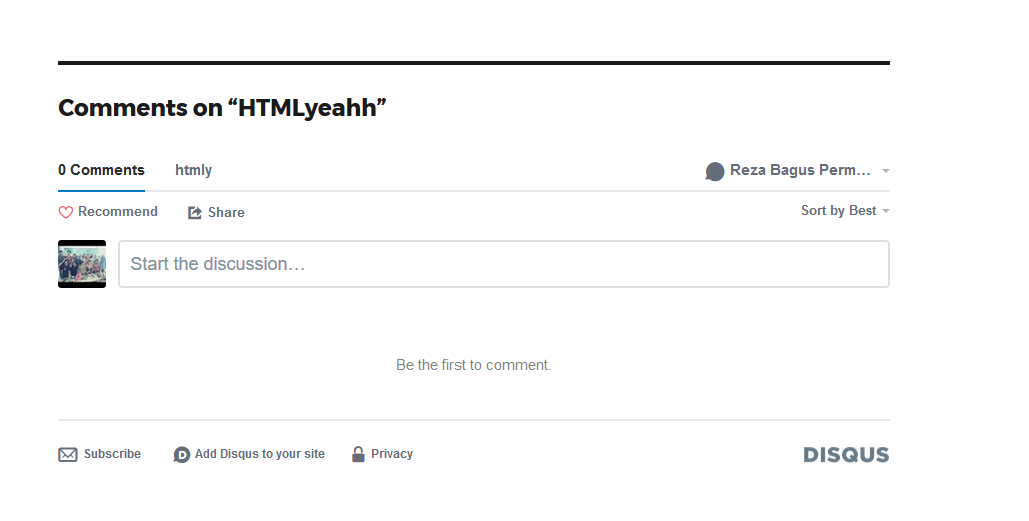 Comments on “HTMLyeahh”
0 Comments htmly Reza Bagus Perm...
Recommend Share Sort by Best
Start the discussion…
Be the first to comment.
Subscribe Add Disqus to your site Privacy DISQUS